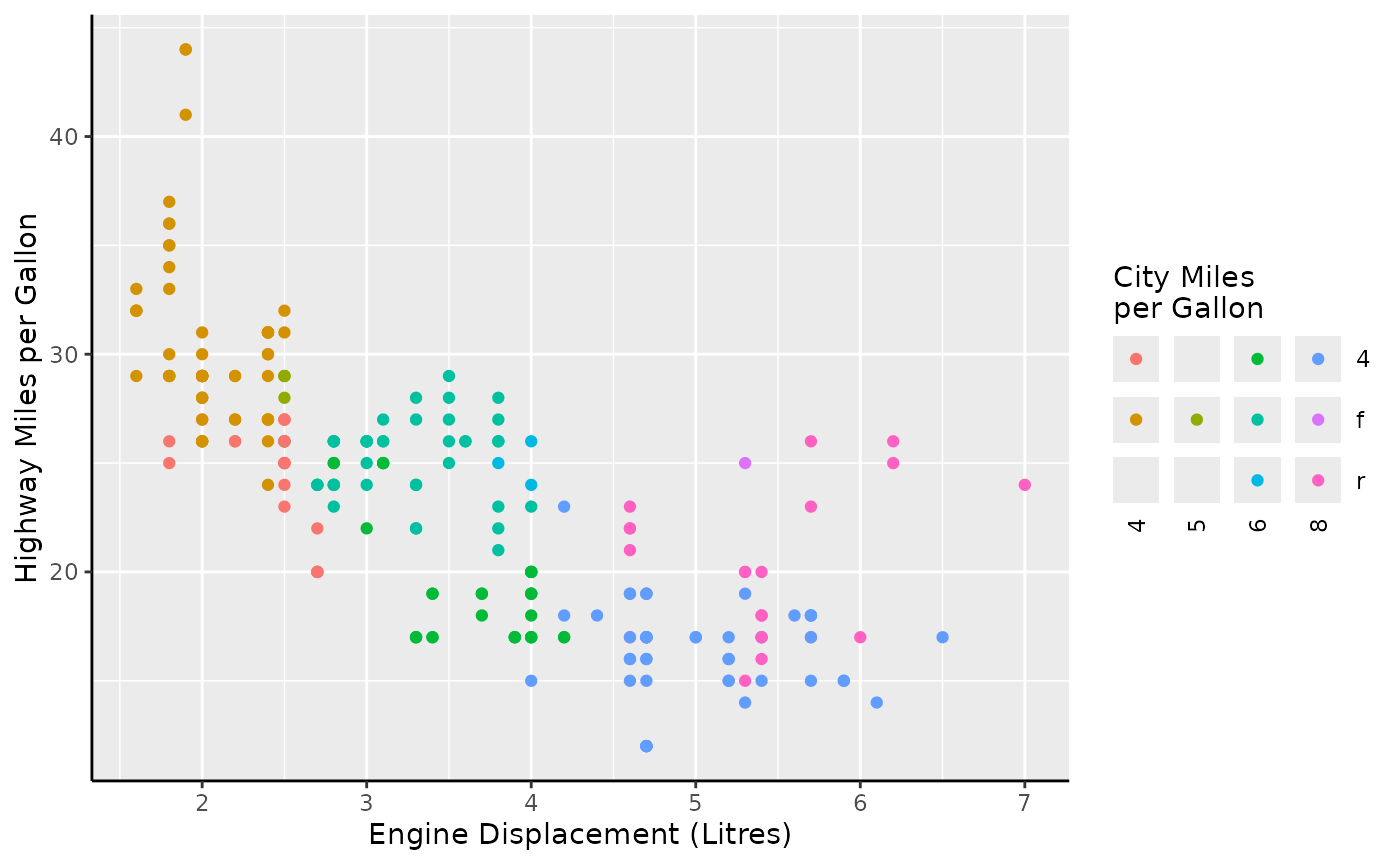 Highway Miles per Gallon
40
30
20
2 3 4 5 6 7
Engine Displacement (Litres)
City Miles
per Gallon
4
f
r
4 5 6 8